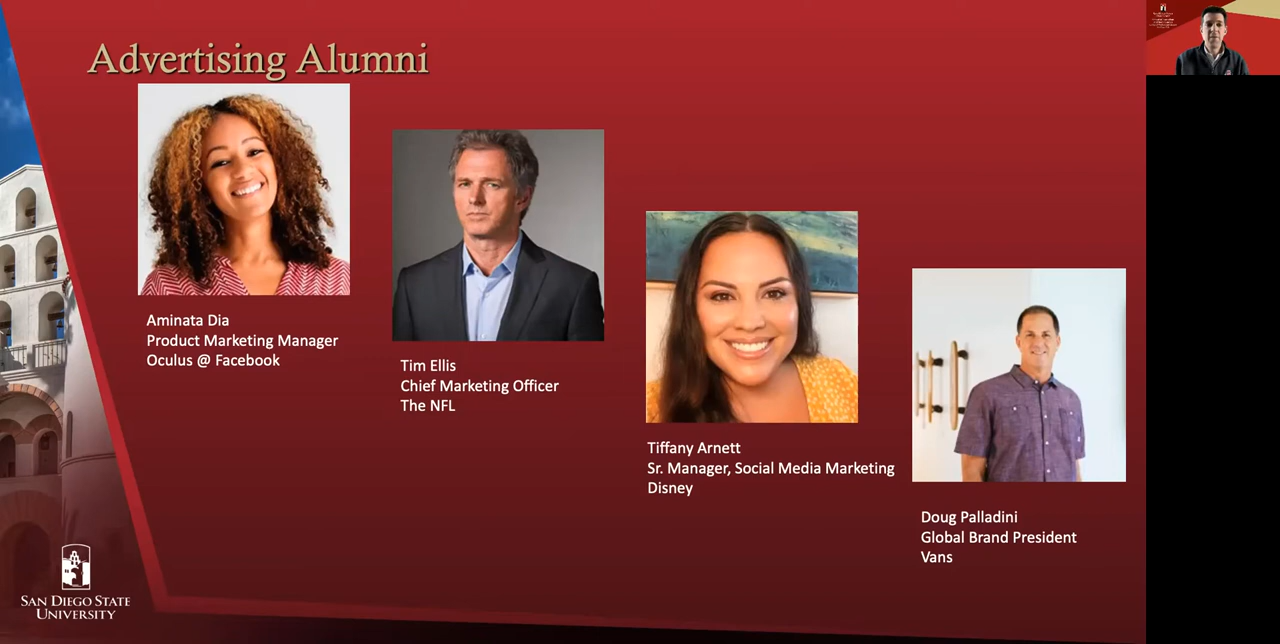 Advertising Alumni
Aminata Dia
Product Marketing Manager
Oculus @ Facebook
Tim Ellis
Chief Marketing Officer
The NFL
Tiffany Arnett
Sr. Manager, Social Media Marketing
Disney
Doug Palladini
Global Brand President
Vans
SAN DIEGO STATE
UNIVERSITY